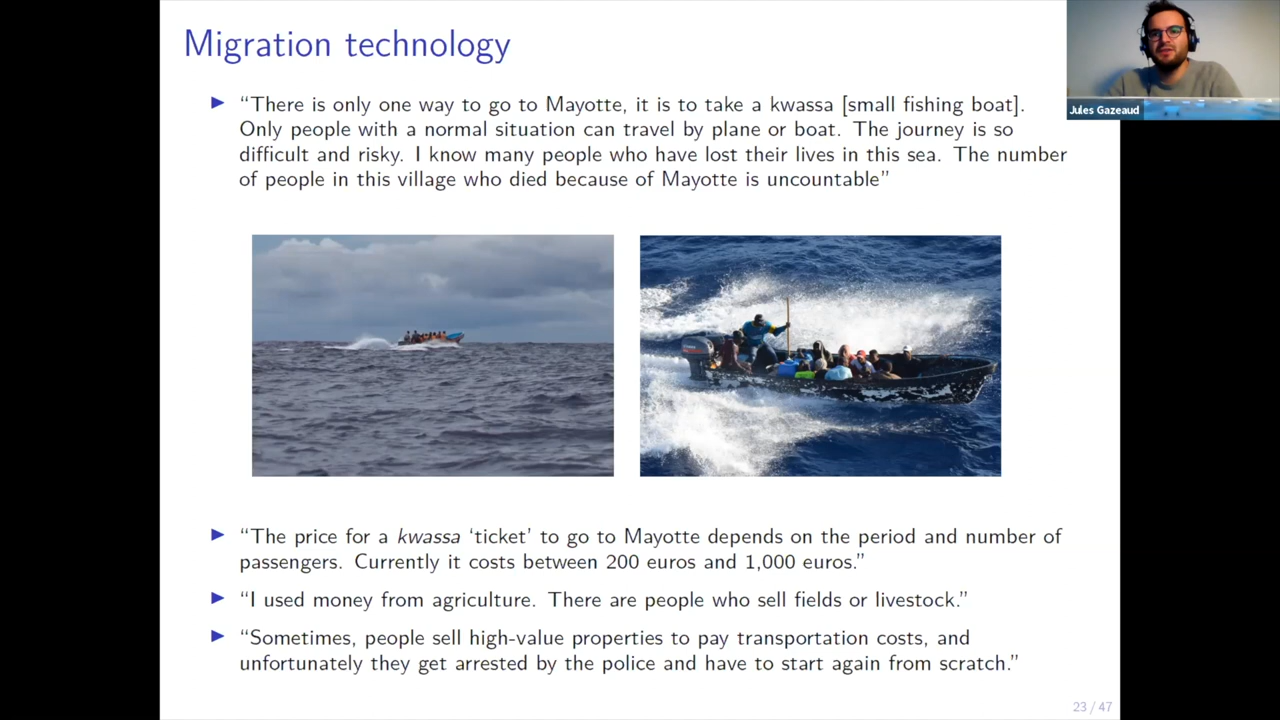 Migration technology
Jules Gazeaud
“There is only one way to go to Mayotte, it is to take a kwassa [small fishing boat].
Only people with a normal situation can travel by plane or boat. The journey is so
difficult and risky. I know many people who have lost their lives in this sea. The number
of people in this village who died because of Mayotte is uncountable”
“The price for a kwassa ‘ticket’ to go to Mayotte depends on the period and number of
passengers. Currently it costs between 200 euros and 1,000 euros.”
“I used money from agriculture. There are people who sell fields or livestock.”
“Sometimes, people sell high-value properties to pay transportation costs, and
unfortunately they get arrested by the police and have to start again from scratch.”
23 / 47